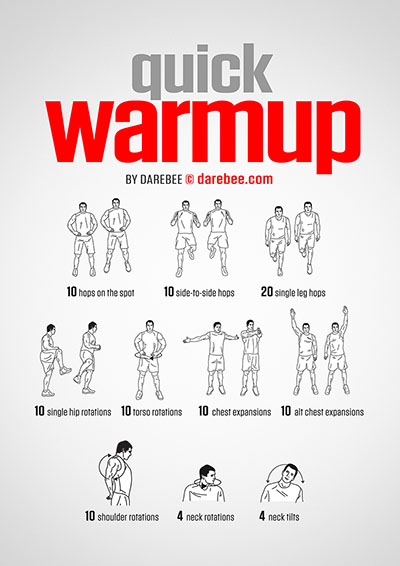 quick
warmup
BY DAREBEE © darebee.com
10 hops on the spot
10 side-to-side hops
20 single leg hops
10 single hip rotations
10 torso rotations
10 chest expansions
10 alt chest expansions
10 shoulder rotations
4 neck rotations
4 neck tilts